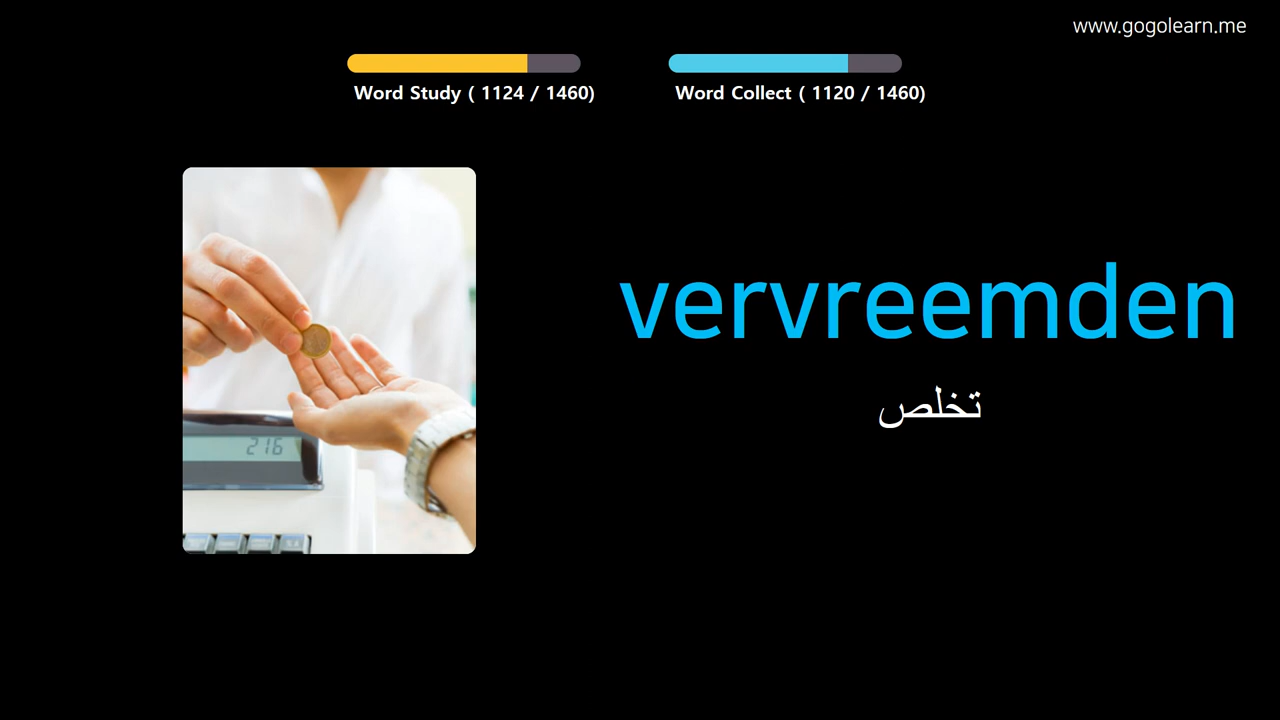 www.gogolearn.me
Word Study ( 1124 / 1460)
Word Collect ( 1120 / 1460)
vervreemden
تخلص
216